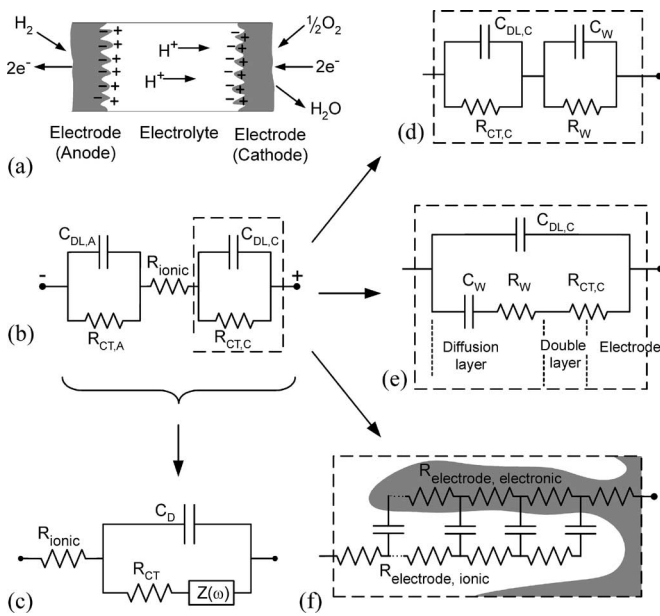 H2
½O2
2e-
H+
H+
2e-
H2O
- + - + - + - + - + - +
- + - + - + - + - + - +
Electrode
(Anode)
Electrolyte
Electrode
(Cathode)
(a)
CDL,A
RCT,A
-
Rionic
CDL,C
RCT,C
+
(b)
Rionic
CD
RCT
Z(ω)
(c)
CDL,C
CW
RCT,C
RW
(d)
CDL,C
CW
RW
RCT,C
Diffusion
layer
Double
layer
Electrode
(e)
Relectrode, electronic
Relectrode, ionic
(f)